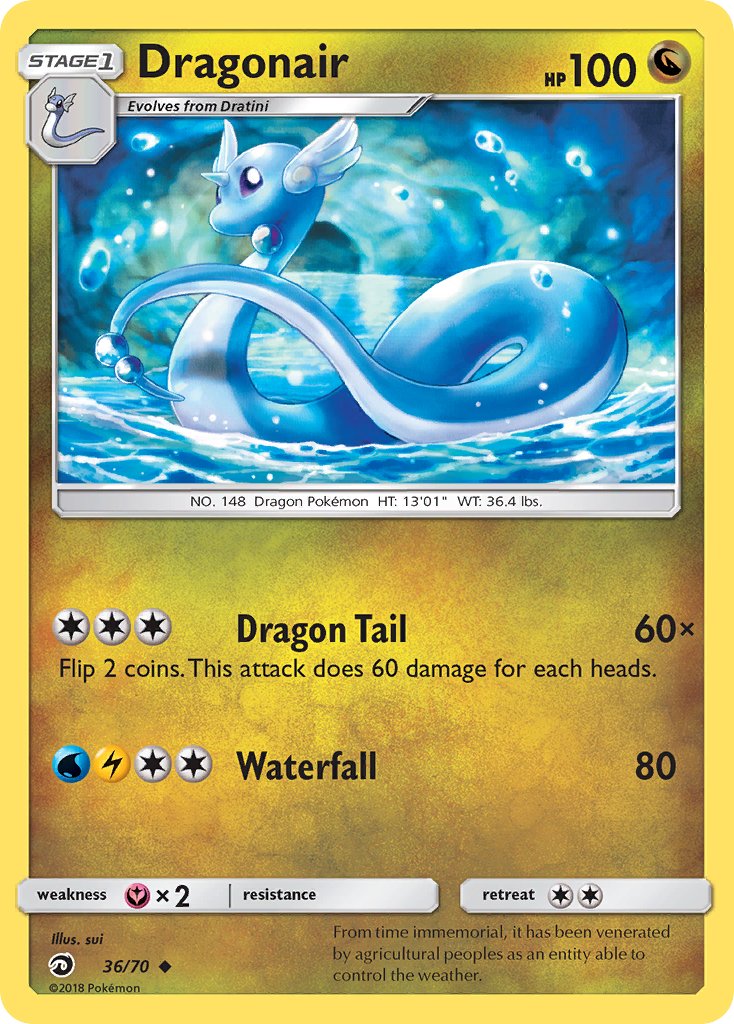 STAGE1
Dragonair
HP 100
Evolves from Dratini
NO. 148 Dragon Pokémon HT: 13'01" WT: 36.4 lbs.
Dragon Tail 60×
Flip 2 coins. This attack does 60 damage for each heads.
Waterfall 80
weakness ×2 resistance retreat
Illus. sui
36/70
©2018 Pokémon
From time immemorial, it has been venerated
by agricultural peoples as an entity able to
control the weather.